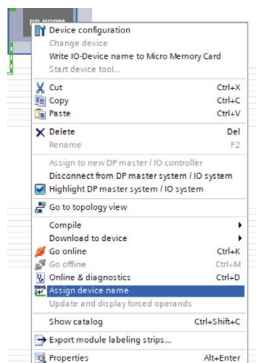 DP-NORM
Device configuration
Change device
Write IO-Device name to Micro Memory Card
Start device tool...
Cut Ctrl+X
Copy Ctrl+C
Paste Ctrl+V
Delete Del
Rename F2
Assign to new DP master / IO controller
Disconnect from DP master system / IO system
Highlight DP master system / IO system
Go to topology view
Compile
Download to device
Go online Ctrl+K
Go offline Ctrl+M
Online & diagnostics Ctrl+D
Assign device name
Update and display forced operands
Show catalog Ctrl+Shift+C
Export module labeling strips...
Properties Alt+Enter